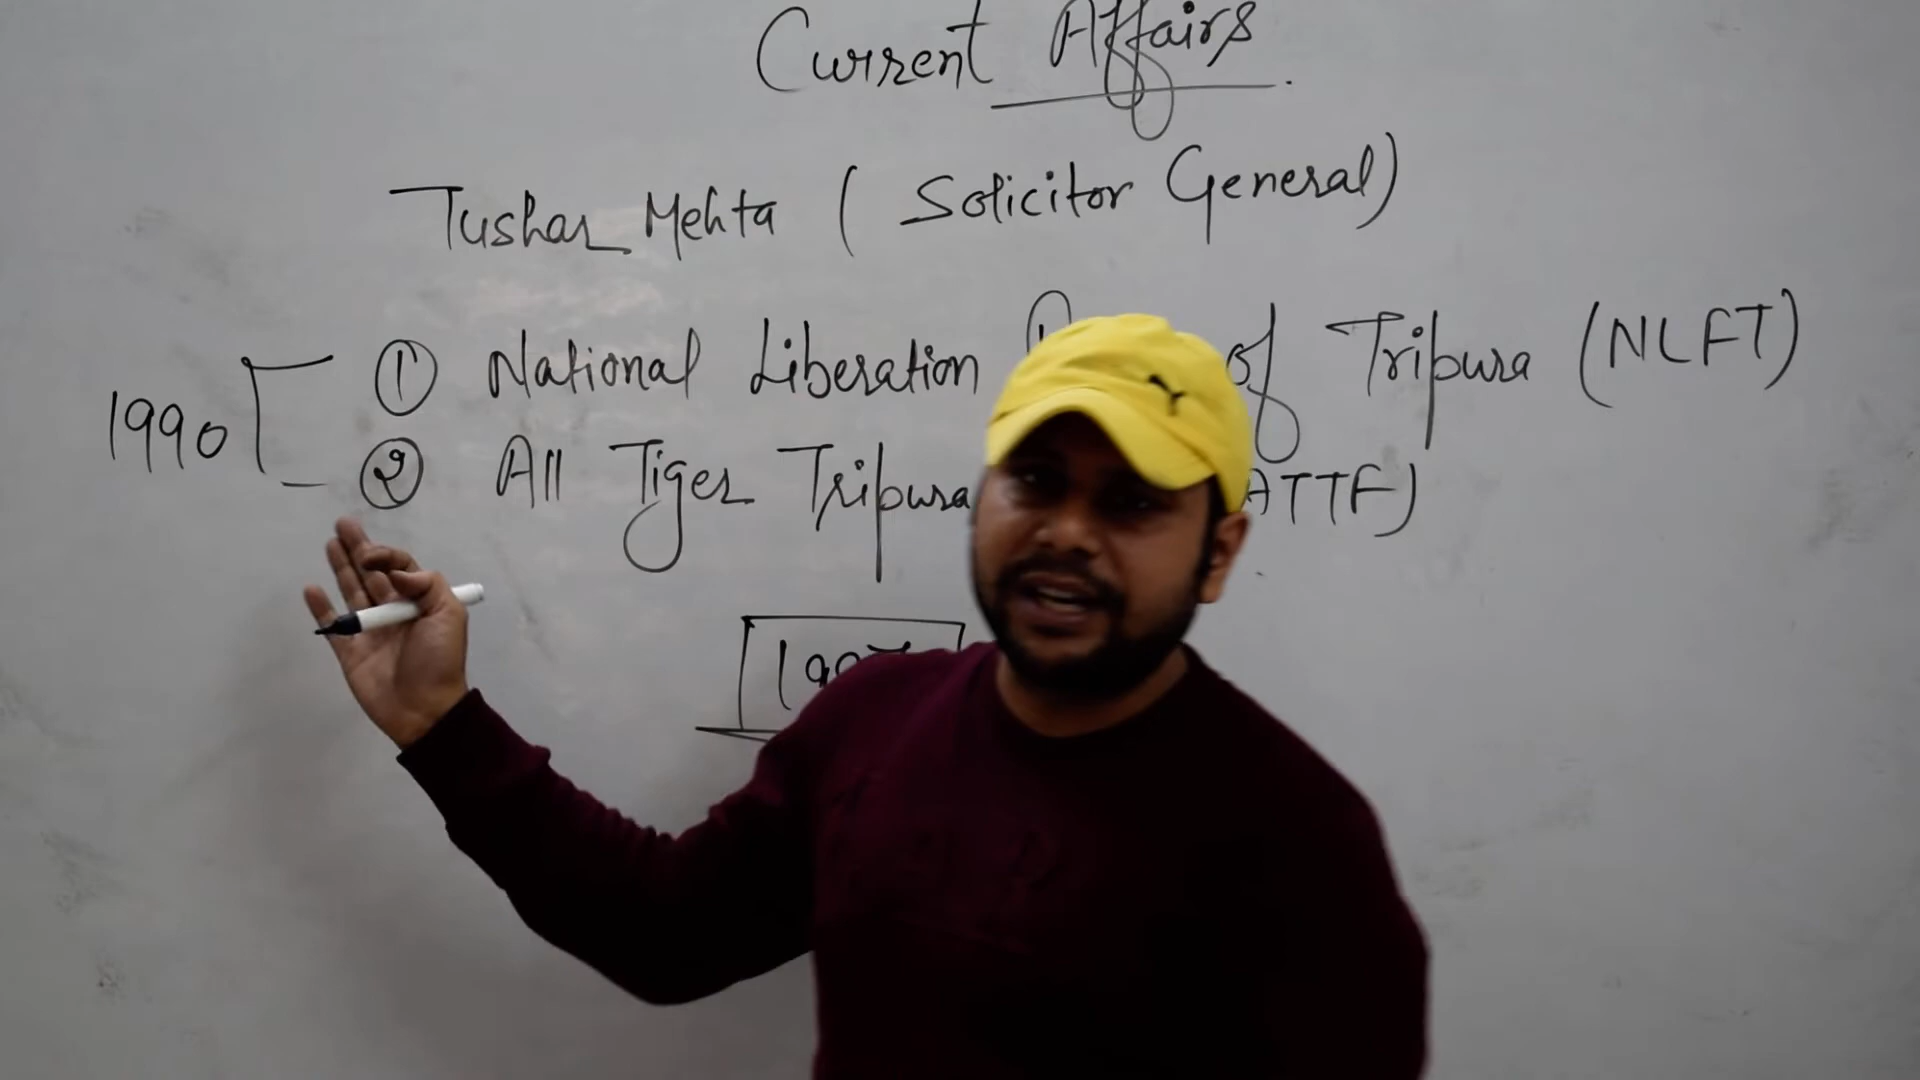 Current Affairs
Tushar Mehta ( Solicitor General)
1990
① National Liberation of Tripura (NLFT)
② All Tiger Tripura ATTF)